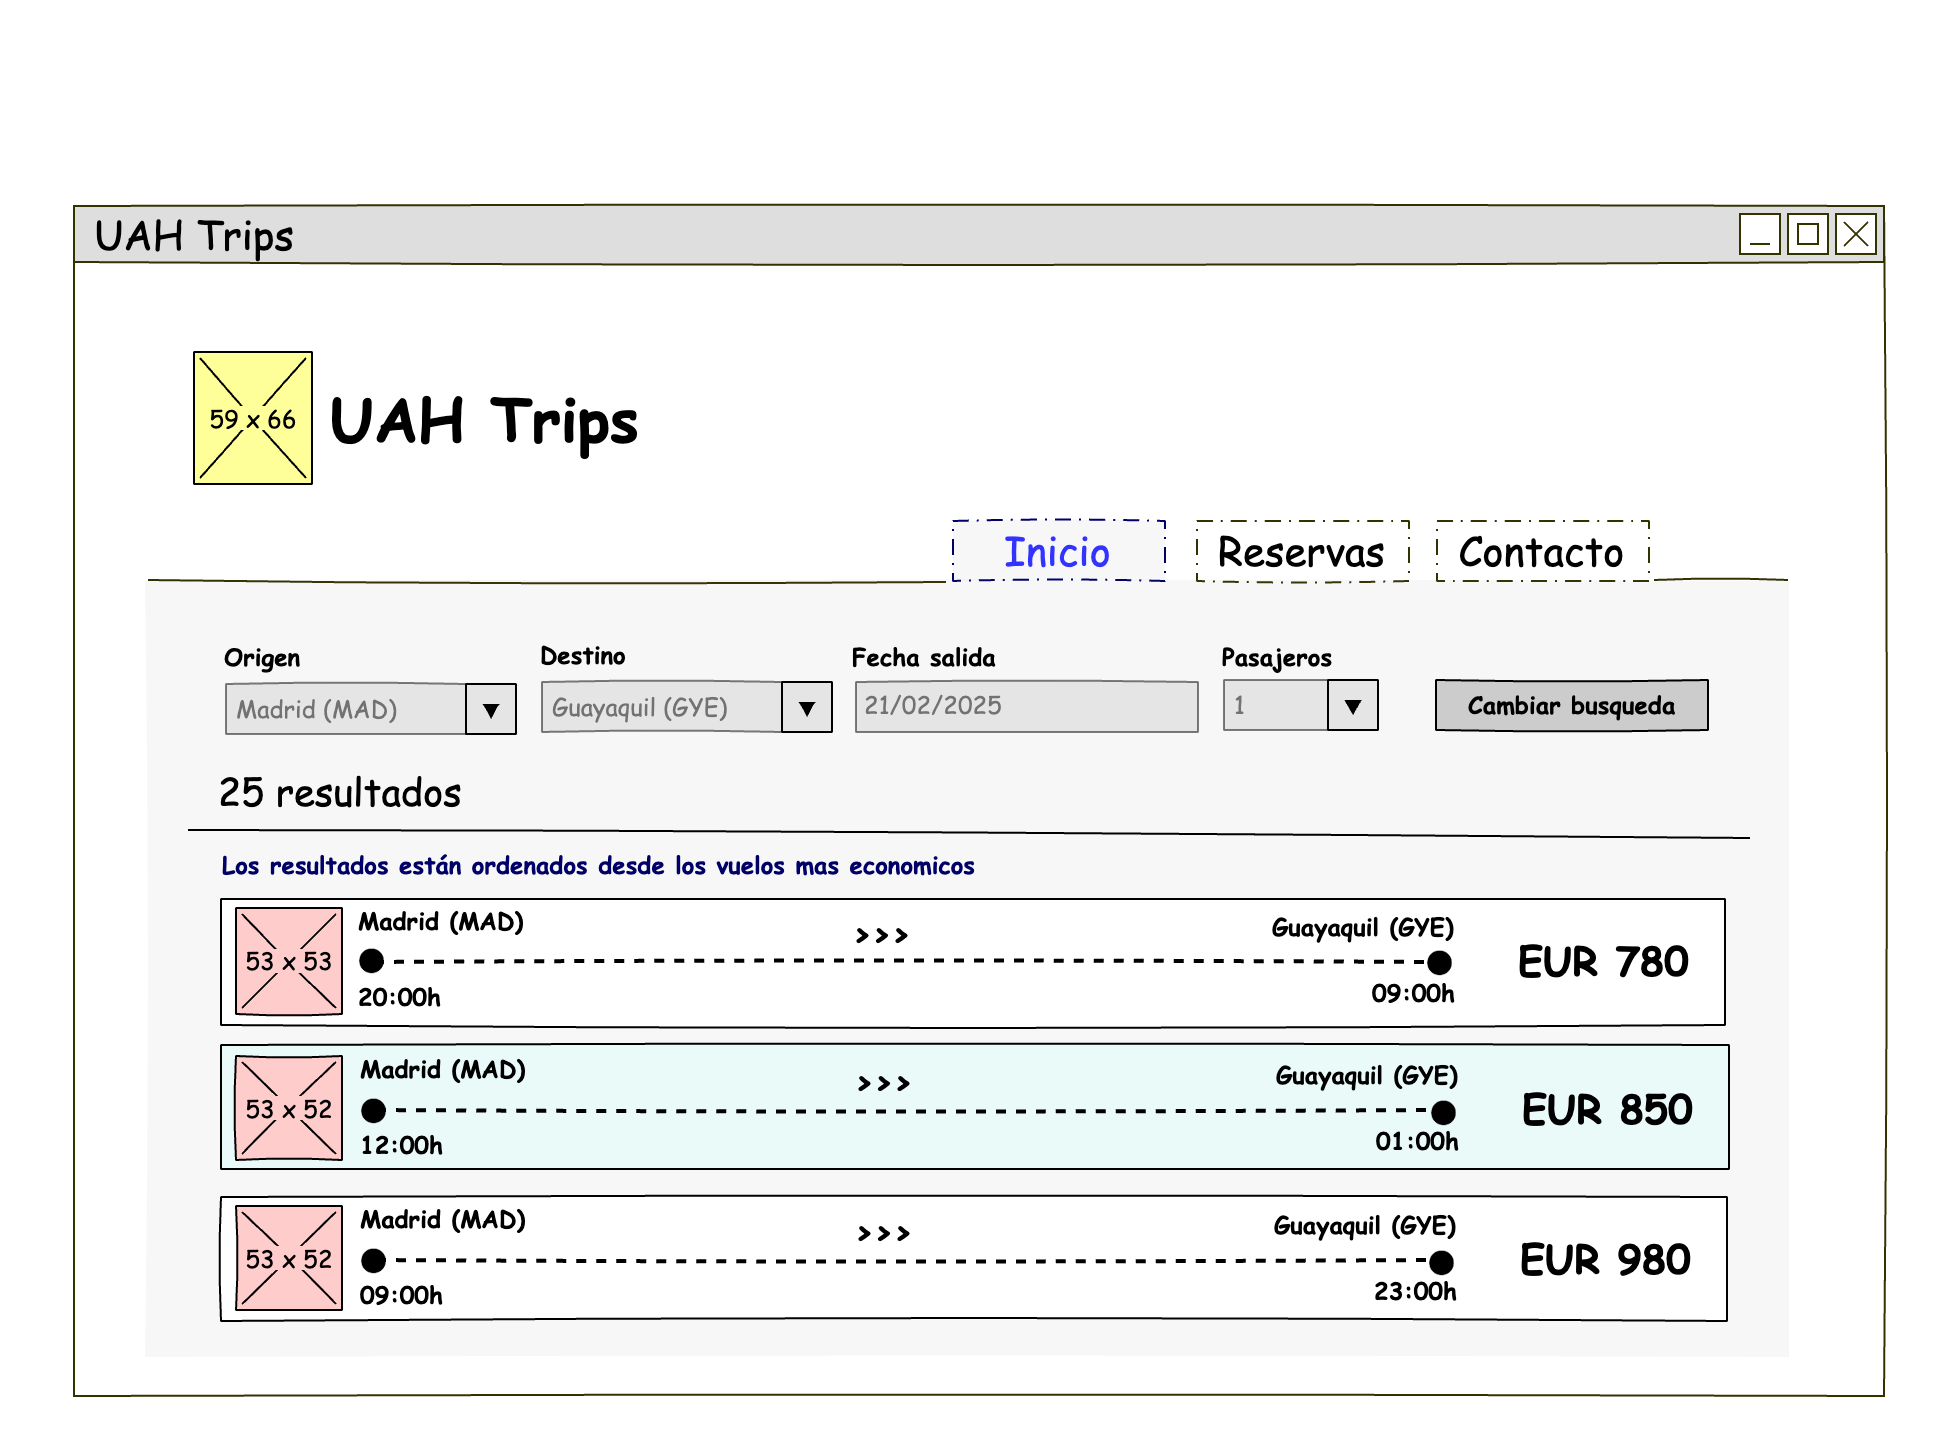 UAH Trips
59 x 66
UAH Trips
Inicio
Reservas
Contacto
Origen
Destino
Fecha salida
Pasajeros
Madrid (MAD)
Guayaquil (GYE)
21/02/2025
1
Cambiar busqueda
25 resultados
Los resultados están ordenados desde los vuelos mas economicos
53 x 53
Madrid (MAD)
>>>
Guayaquil (GYE)
20:00h
09:00h
EUR 780
53 x 52
Madrid (MAD)
>>>
Guayaquil (GYE)
12:00h
01:00h
EUR 850
53 x 52
Madrid (MAD)
>>>
Guayaquil (GYE)
09:00h
23:00h
EUR 980